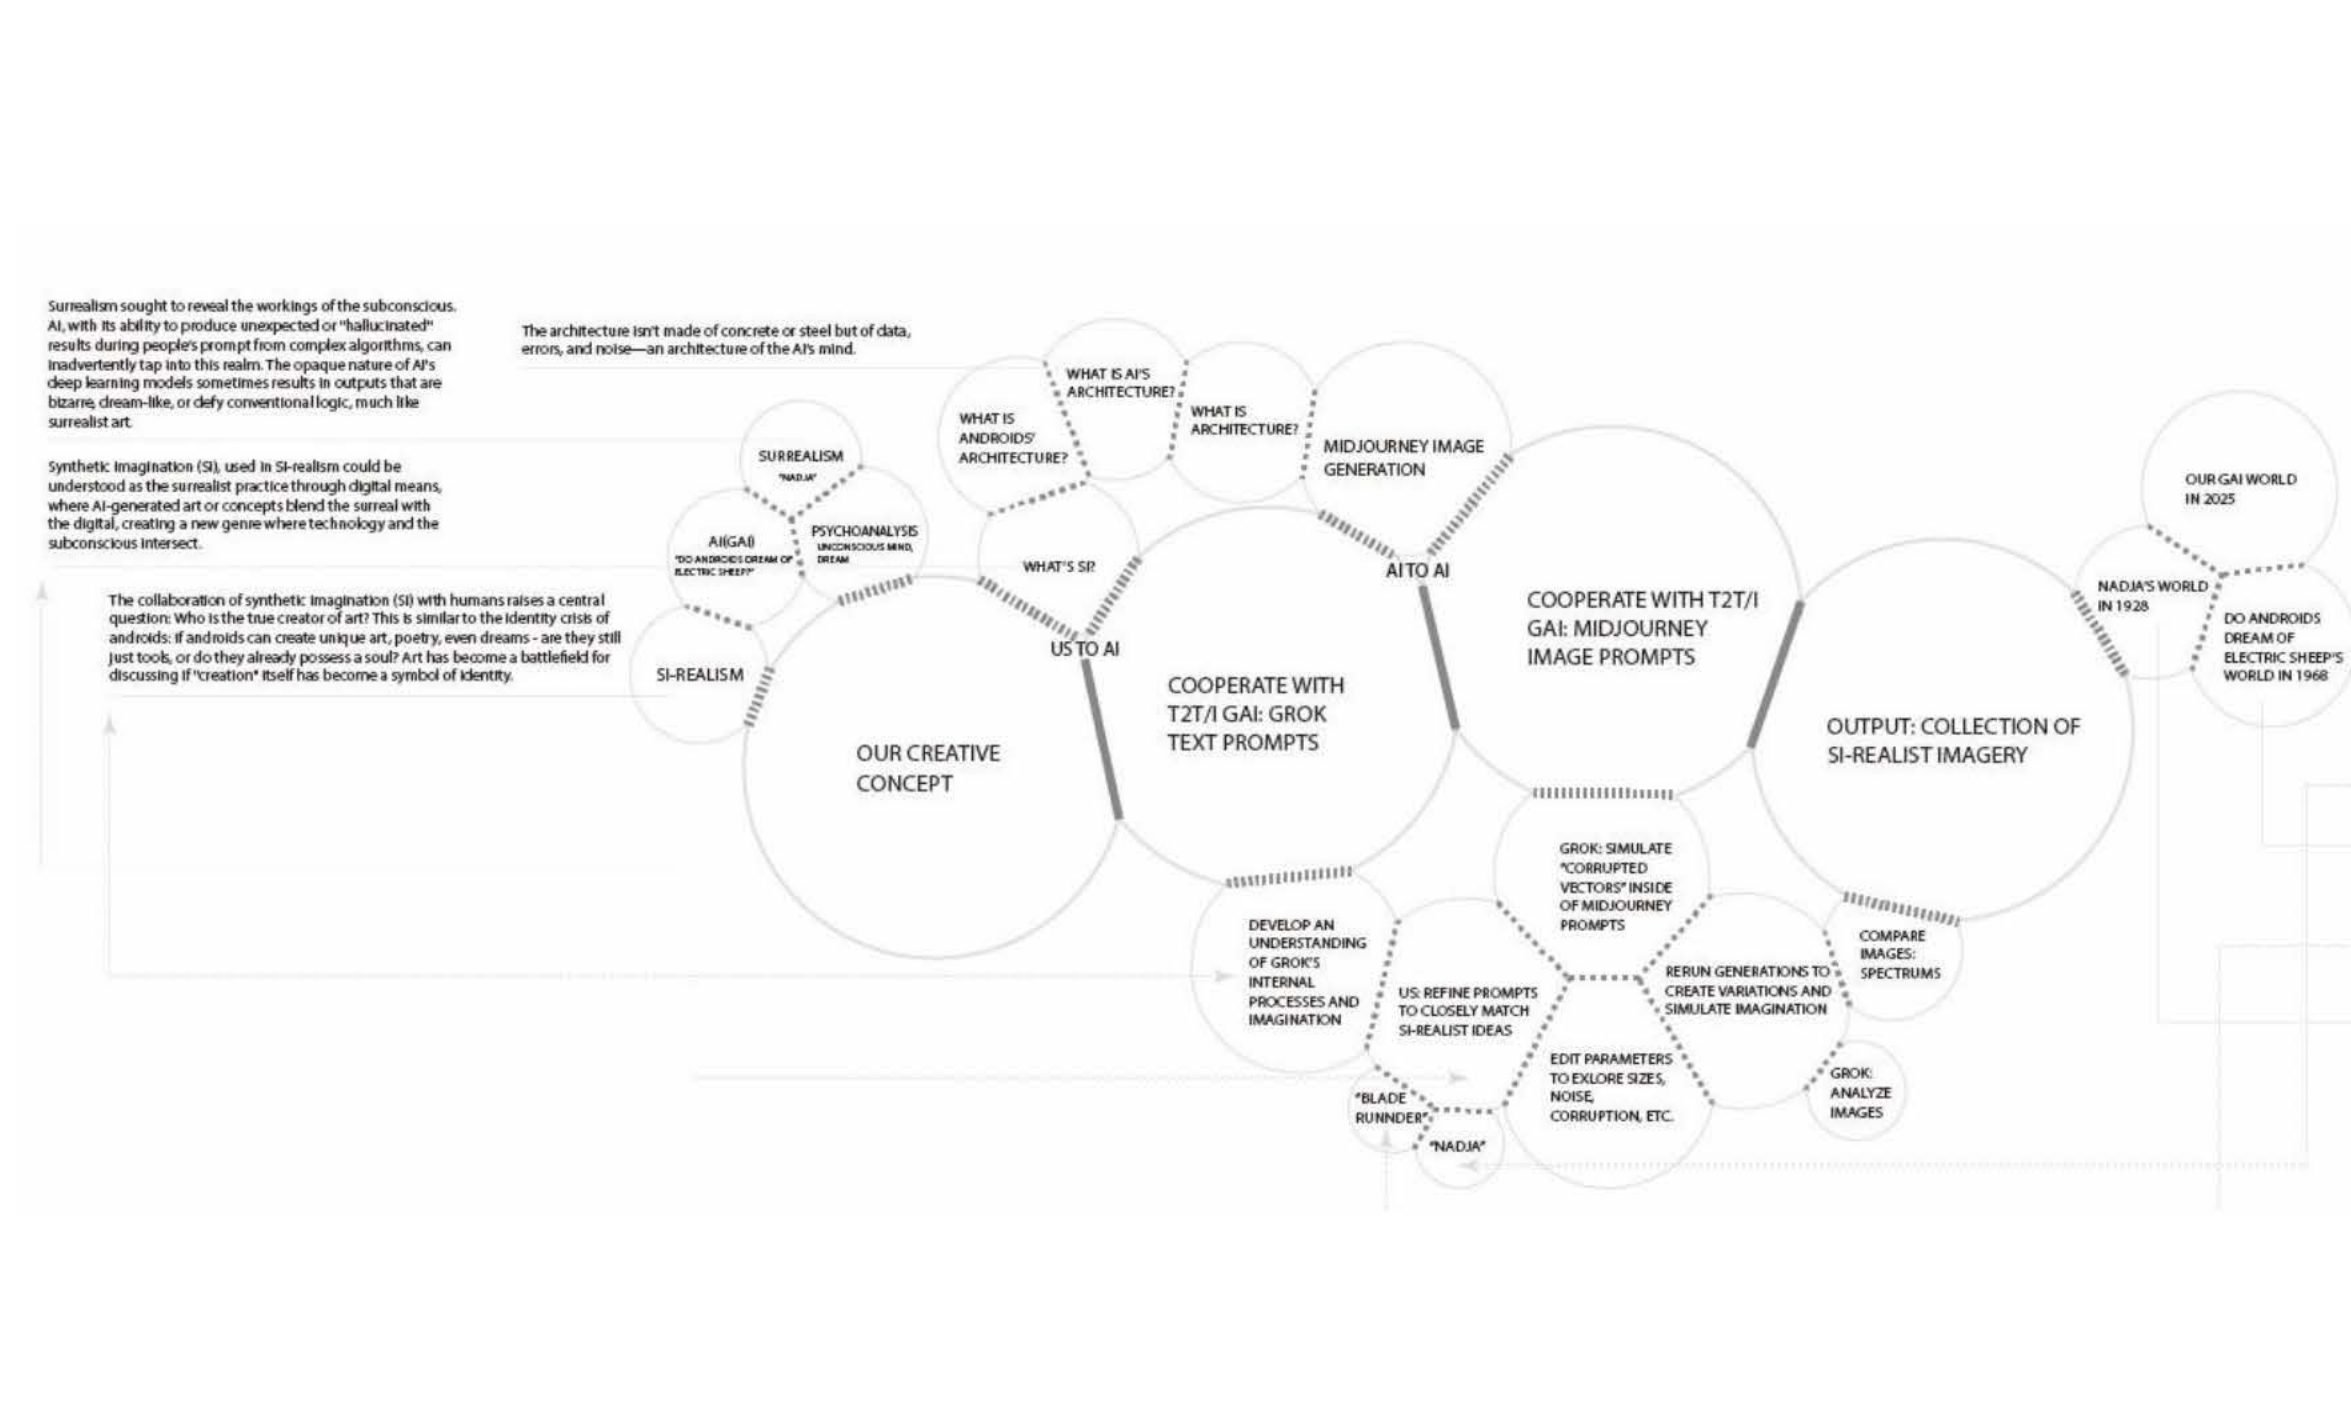 Surrealism sought to reveal the workings of the subconscious.
AI, with its ability to produce unexpected or "hallucinated"
results during people's prompt from complex algorithms, can
inadvertently tap into this realm. The opaque nature of AI's
deep learning models sometimes results in outputs that are
bizarre, dream-like, or defy conventional logic, much like
surrealist art.
Synthetic Imagination (SI), used in SI-realism could be
understood as the surrealist practice through digital means,
where AI-generated art or concepts blend the surreal with
the digital, creating a new genre where technology and the
subconscious intersect.
The collaboration of synthetic imagination (SI) with humans raises a central
question: Who is the true creator of art? This is similar to the identity crisis of
androids: if androids can create unique art, poetry, even dreams - are they still
just tools, or do they already possess a soul? Art has become a battlefield for
discussing if "creation" itself has become a symbol of identity.
The architecture isn't made of concrete or steel but of data,
errors, and noise—an architecture of the AI's mind.
SURREALISM
"NADJA"
AI(GAI)
"DO ANDROIDS DREAM OF
ELECTRIC SHEEP?"
PSYCHOANALYSIS
UNCONSCIOUS MIND,
DREAM
SI-REALISM
OUR CREATIVE
CONCEPT
WHAT IS
ANDROIDS'
ARCHITECTURE?
WHAT IS AI'S
ARCHITECTURE?
WHAT IS
ARCHITECTURE?
MIDJOURNEY IMAGE
GENERATION
WHAT'S SI?
US TO AI
AI TO AI
COOPERATE WITH
T2T/I GAI: GROK
TEXT PROMPTS
COOPERATE WITH T2T/I
GAI: MIDJOURNEY
IMAGE PROMPTS
OUTPUT: COLLECTION OF
SI-REALIST IMAGERY
OUR GAI WORLD
IN 2025
NADJA'S WORLD
IN 1928
DO ANDROIDS
DREAM OF
ELECTRIC SHEEP'S
WORLD IN 1968
DEVELOP AN
UNDERSTANDING
OF GROK'S
INTERNAL
PROCESSES AND
IMAGINATION
US: REFINE PROMPTS
TO CLOSELY MATCH
SI-REALIST IDEAS
"BLADE
RUNNDER"
"NADJA"
GROK: SIMULATE
"CORRUPTED
VECTORS" INSIDE
OF MIDJOURNEY
PROMPTS
EDIT PARAMETERS
TO EXLORE SIZES,
NOISE,
CORRUPTION, ETC.
RERUN GENERATIONS TO
CREATE VARIATIONS AND
SIMULATE IMAGINATION
COMPARE
IMAGES:
SPECTRUMS
GROK:
ANALYZE
IMAGES